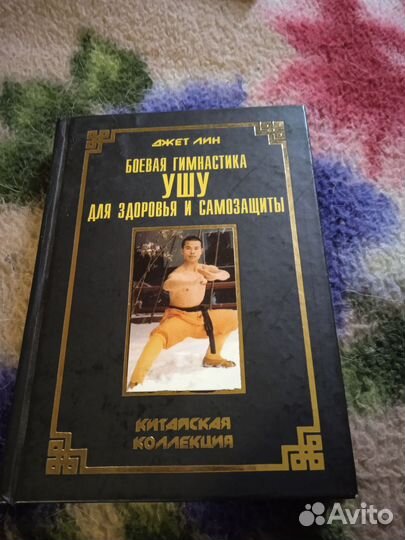 ДЖЕТ ЛИН
БОЕВАЯ ГИМНАСТИКА
УШУ
ДЛЯ ЗДОРОВЬЯ И САМОЗАЩИТЫ
КИТАЙСКАЯ
КОЛЛЕКЦИЯ
Avito